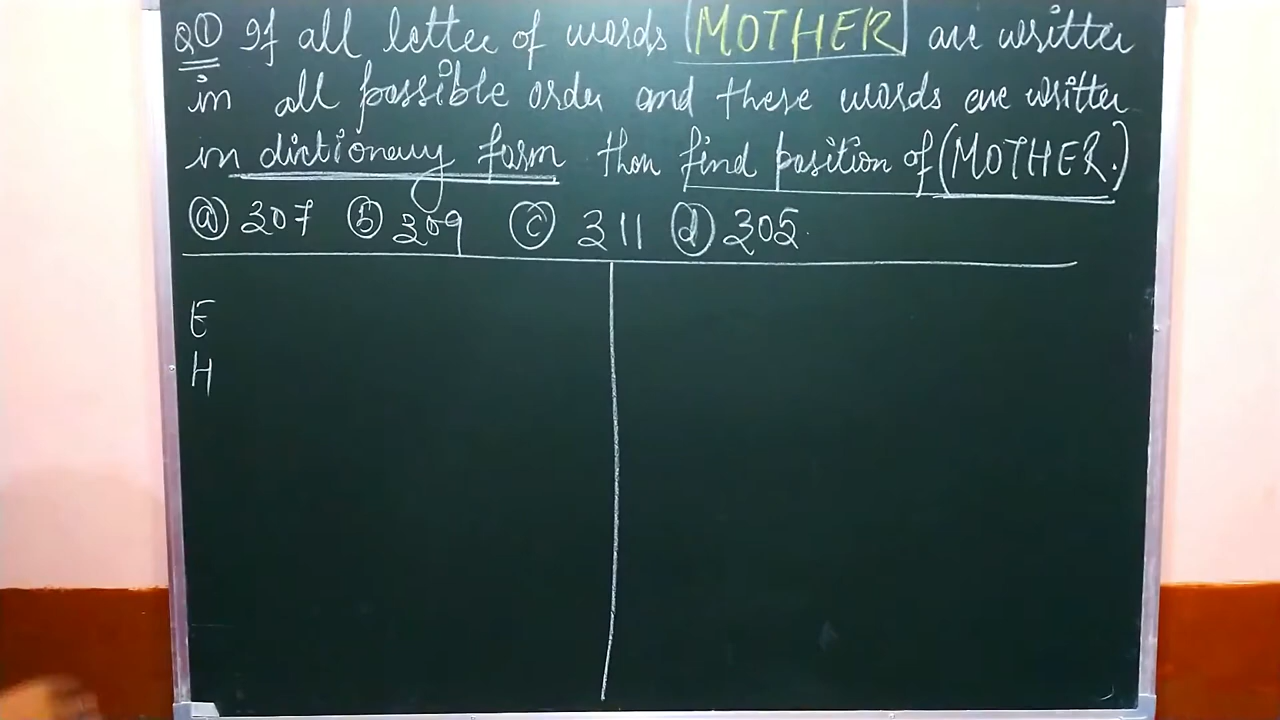 Q① If all letter of words MOTHER are written
in all possible order and these words are written
in dictionary form then find position of (MOTHER.)
ⓐ 307 ⓑ 309 ⓒ 311 ⓓ 305
E
H